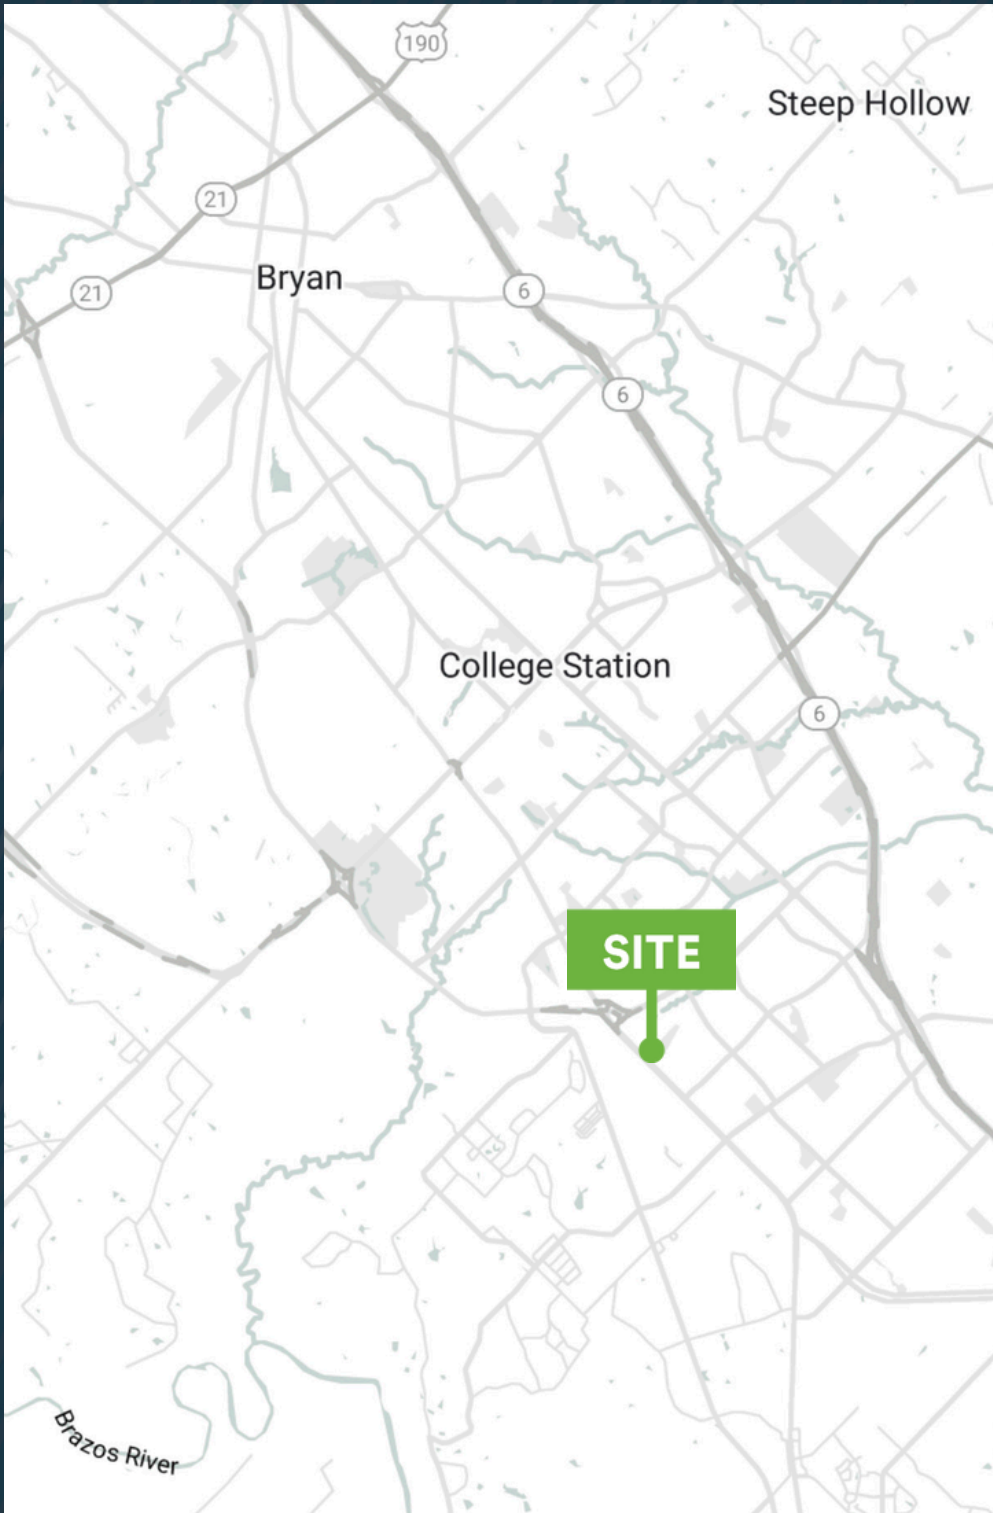 190
Steep Hollow
21
Bryan
21
6
6
College Station
6
SITE
Brazos River